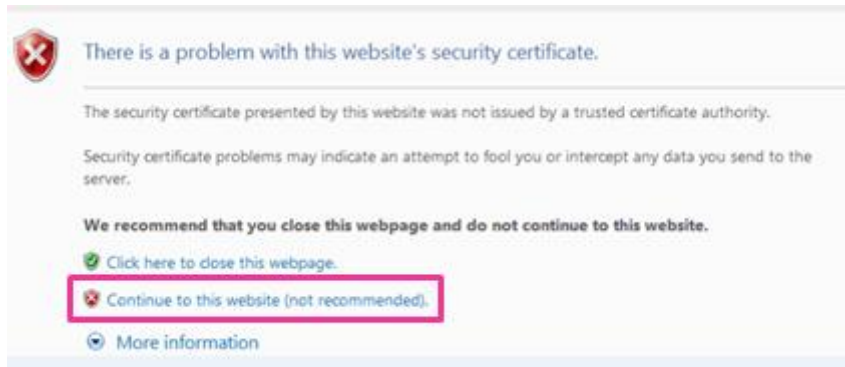 There is a problem with this website's security certificate.
The security certificate presented by this website was not issued by a trusted certificate authority.
Security certificate problems may indicate an attempt to fool you or intercept any data you send to the
server.
We recommend that you close this webpage and do not continue to this website.
Click here to close this webpage.
Continue to this website (not recommended).
More information